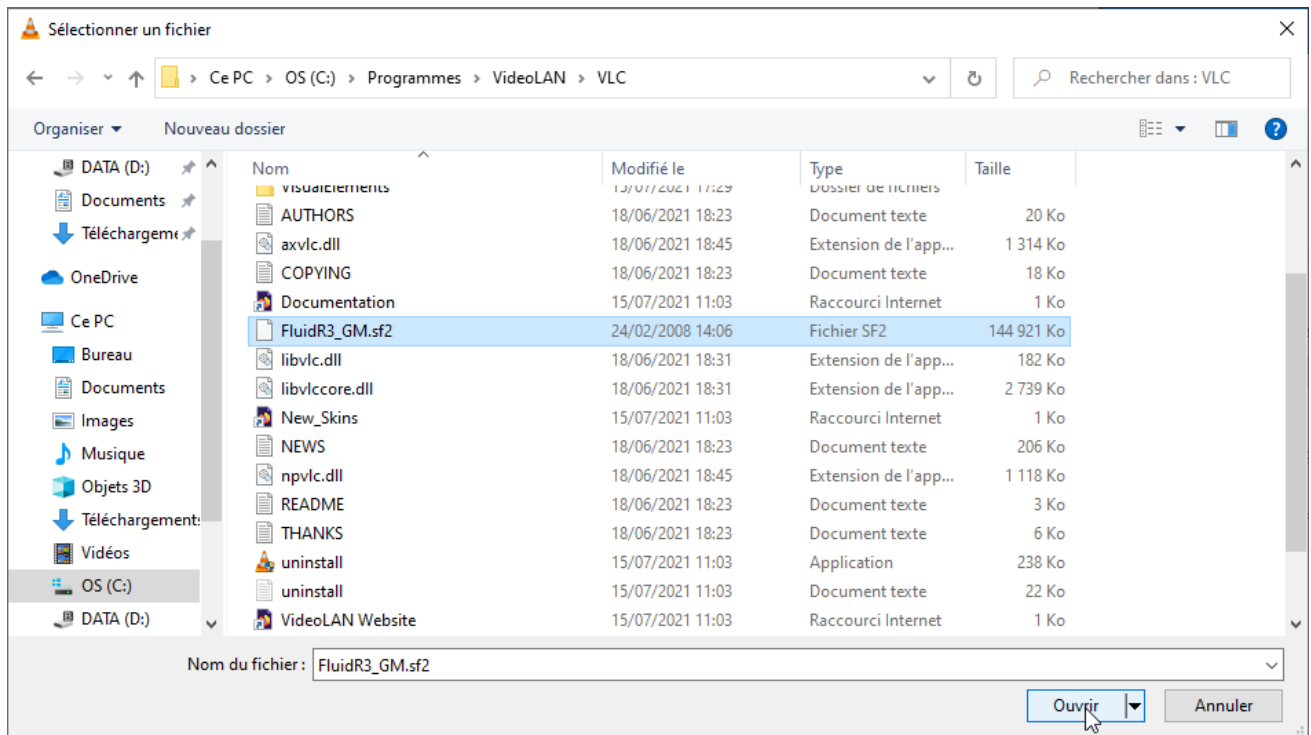 Sélectionner un fichier
Ce PC > OS (C:) > Programmes > VideoLAN > VLC
Rechercher dans : VLC
Organiser Nouveau dossier
Nom Modifié le Type Taille
VisualElements 15/07/2021 17:29 Dossier de fichiers
AUTHORS 18/06/2021 18:23 Document texte 20 Ko
axvlc.dll 18/06/2021 18:45 Extension de l'app... 1 314 Ko
COPYING 18/06/2021 18:23 Document texte 18 Ko
Documentation 15/07/2021 11:03 Raccourci Internet 1 Ko
FluidR3_GM.sf2 24/02/2008 14:06 Fichier SF2 144 921 Ko
libvlc.dll 18/06/2021 18:31 Extension de l'app... 182 Ko
libvlccore.dll 18/06/2021 18:31 Extension de l'app... 2 739 Ko
New_Skins 15/07/2021 11:03 Raccourci Internet 1 Ko
NEWS 18/06/2021 18:23 Document texte 206 Ko
npvlc.dll 18/06/2021 18:45 Extension de l'app... 1 118 Ko
README 18/06/2021 18:23 Document texte 3 Ko
THANKS 18/06/2021 18:23 Document texte 6 Ko
uninstall 15/07/2021 11:03 Application 238 Ko
uninstall 15/07/2021 11:03 Document texte 22 Ko
VideoLAN Website 15/07/2021 11:03 Raccourci Internet 1 Ko
DATA (D:)
Documents
Téléchargeme
OneDrive
Ce PC
Bureau
Documents
Images
Musique
Objets 3D
Téléchargements
Vidéos
OS (C:)
DATA (D:)
Nom du fichier : FluidR3_GM.sf2
Ouvrir Annuler